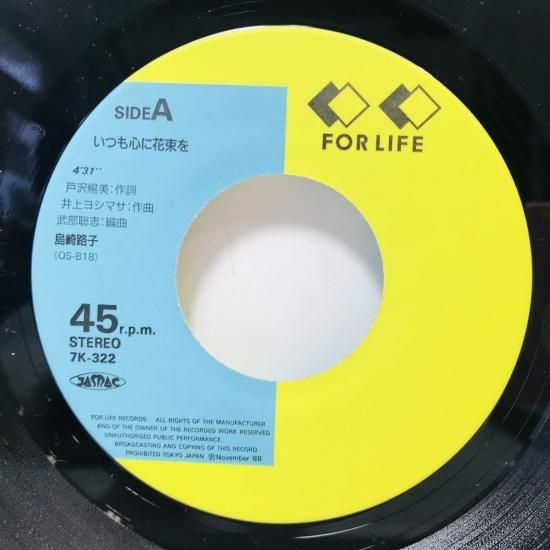 SIDE A
FOR LIFE
いつも心に花束を
4'31''
戸沢暢美:作詞
井上ヨシマサ:作曲
武部聡志:編曲
島崎路子
(OS-818)
45 r.p.m.
STEREO
7K-322
JASRAC
FOR LIFE RECORDS ALL RIGHTS OF THE MANUFACTURER
AND OF THE OWNER OF THE RECORDED WORK RESERVED
UNAUTHORISED PUBLIC PERFORMANCE.
BROADCASTING AND COPYING OF THIS RECORD
PROHIBITED TOKYO JAPAN Ⓟ November '88